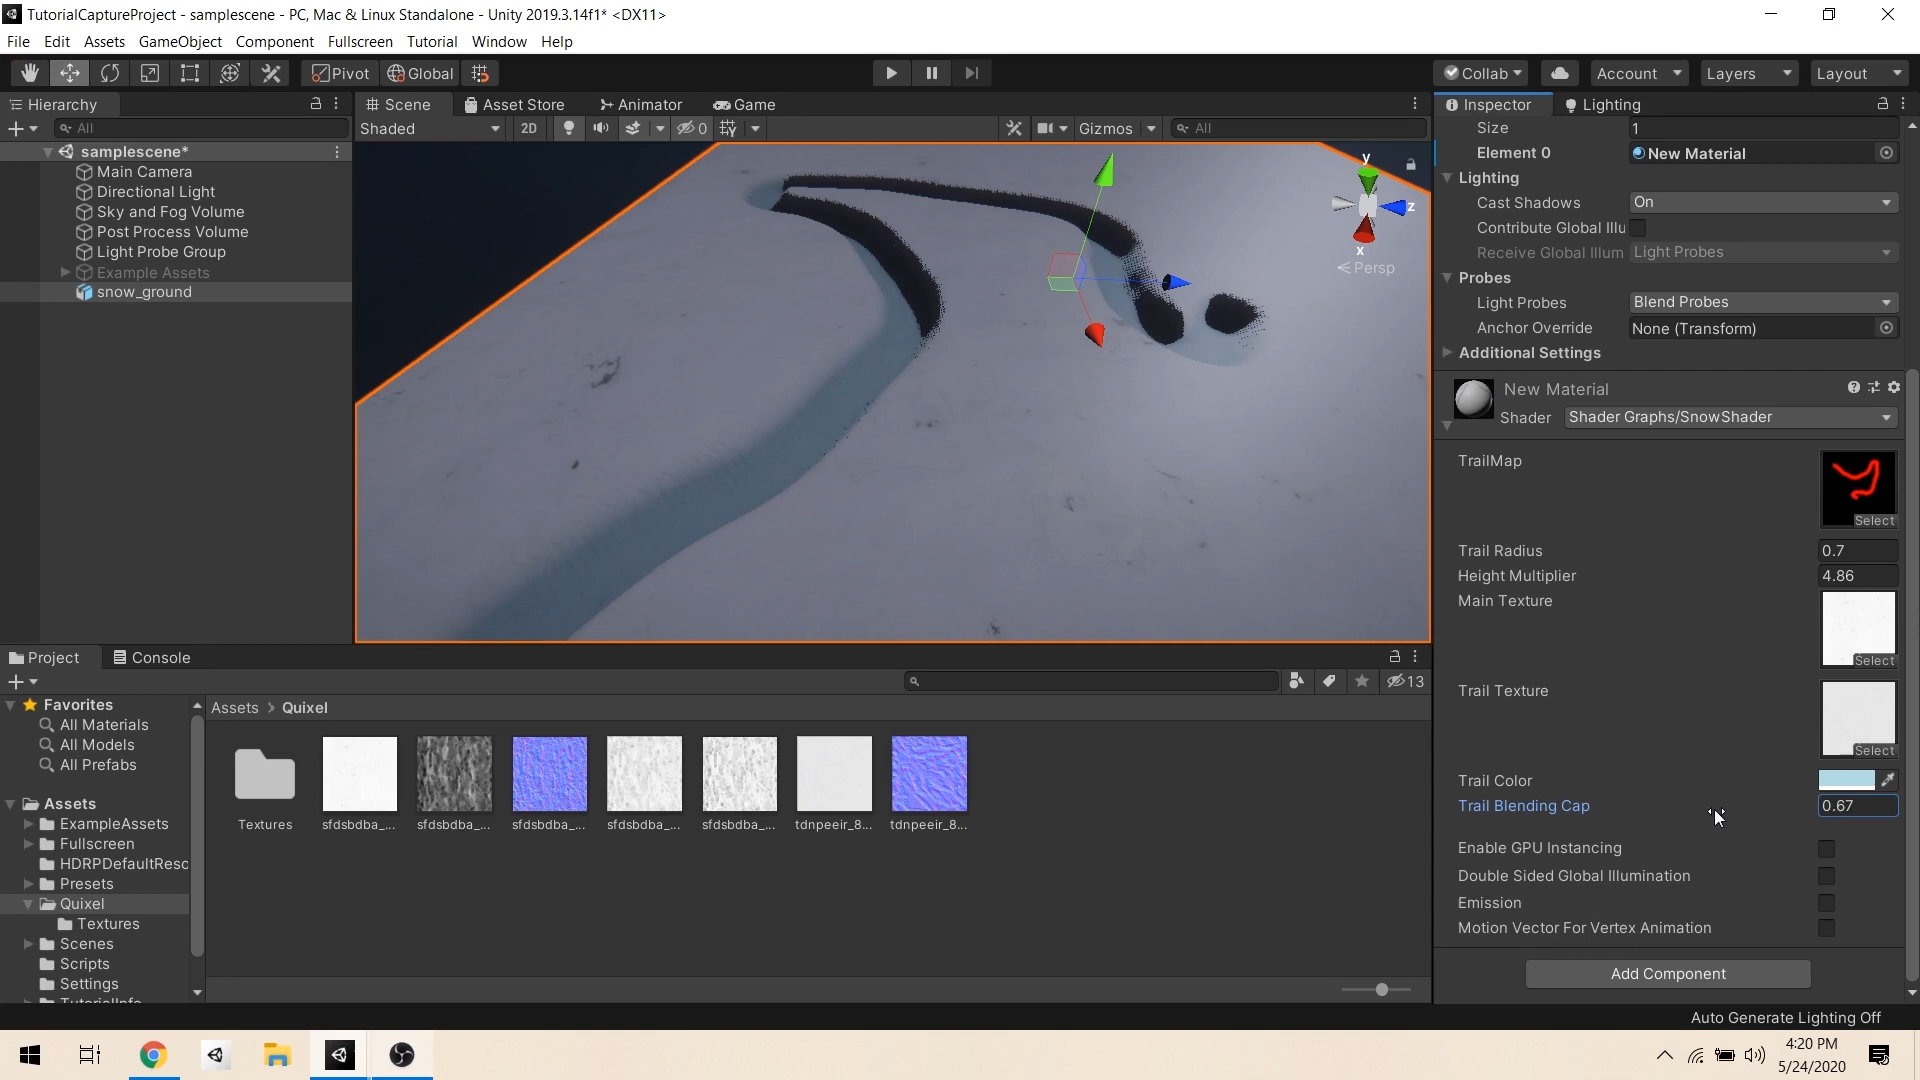 TutorialCaptureProject - samplescene - PC, Mac & Linux Standalone - Unity 2019.3.14f1* <DX11>
File Edit Assets GameObject Component Fullscreen Tutorial Window Help
Pivot Global Collab Account Layers Layout
Hierarchy
All
samplescene*
Main Camera
Directional Light
Sky and Fog Volume
Post Process Volume
Light Probe Group
Example Assets
snow_ground
Scene Asset Store Animator Game
Shaded 2D 0 Gizmos All
y
z
x
Persp
Inspector Lighting
Size 1
Element 0 New Material
Lighting
Cast Shadows On
Contribute Global Illu
Receive Global Illum Light Probes
Probes
Light Probes Blend Probes
Anchor Override None (Transform)
Additional Settings
New Material
Shader Shader Graphs/SnowShader
TrailMap
Select
Trail Radius 0.7
Height Multiplier 4.86
Main Texture
Select
Trail Texture
Select
Trail Color
Trail Blending Cap 0.67
Enable GPU Instancing
Double Sided Global Illumination
Emission
Motion Vector For Vertex Animation
Add Component
Project Console
13
Favorites
All Materials
All Models
All Prefabs
Assets
ExampleAssets
Fullscreen
HDRPDefaultResc
Presets
Quixel
Textures
Scenes
Scripts
Settings
TutorialInfo
Assets > Quixel
Textures sfdsbdba_... sfdsbdba_... sfdsbdba_... sfdsbdba_... sfdsbdba_... tdnpeeir_8... tdnpeeir_8...
Auto Generate Lighting Off
4:20 PM
5/24/2020